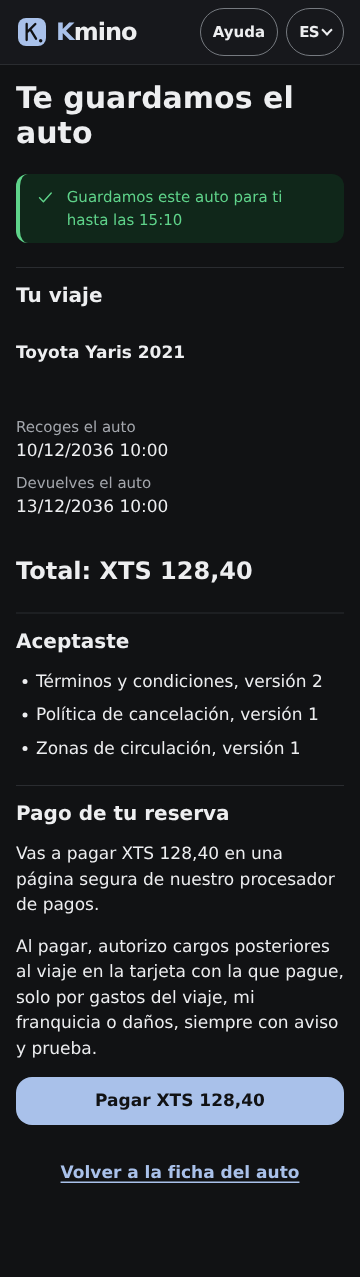 K. Kmino
Ayuda
ES
Te guardamos el
auto
Guardamos este auto para ti
hasta las 15:10
Tu viaje
Toyota Yaris 2021
Recoges el auto
10/12/2036 10:00
Devuelves el auto
13/12/2036 10:00
Total: XTS 128,40
Aceptaste
• Términos y condiciones, versión 2
• Política de cancelación, versión 1
• Zonas de circulación, versión 1
Pago de tu reserva
Vas a pagar XTS 128,40 en una
página segura de nuestro procesador
de pagos.
Al pagar, autorizo cargos posteriores
al viaje en la tarjeta con la que pague,
solo por gastos del viaje, mi
franquicia o daños, siempre con aviso
y prueba.
Pagar XTS 128,40
Volver a la ficha del auto